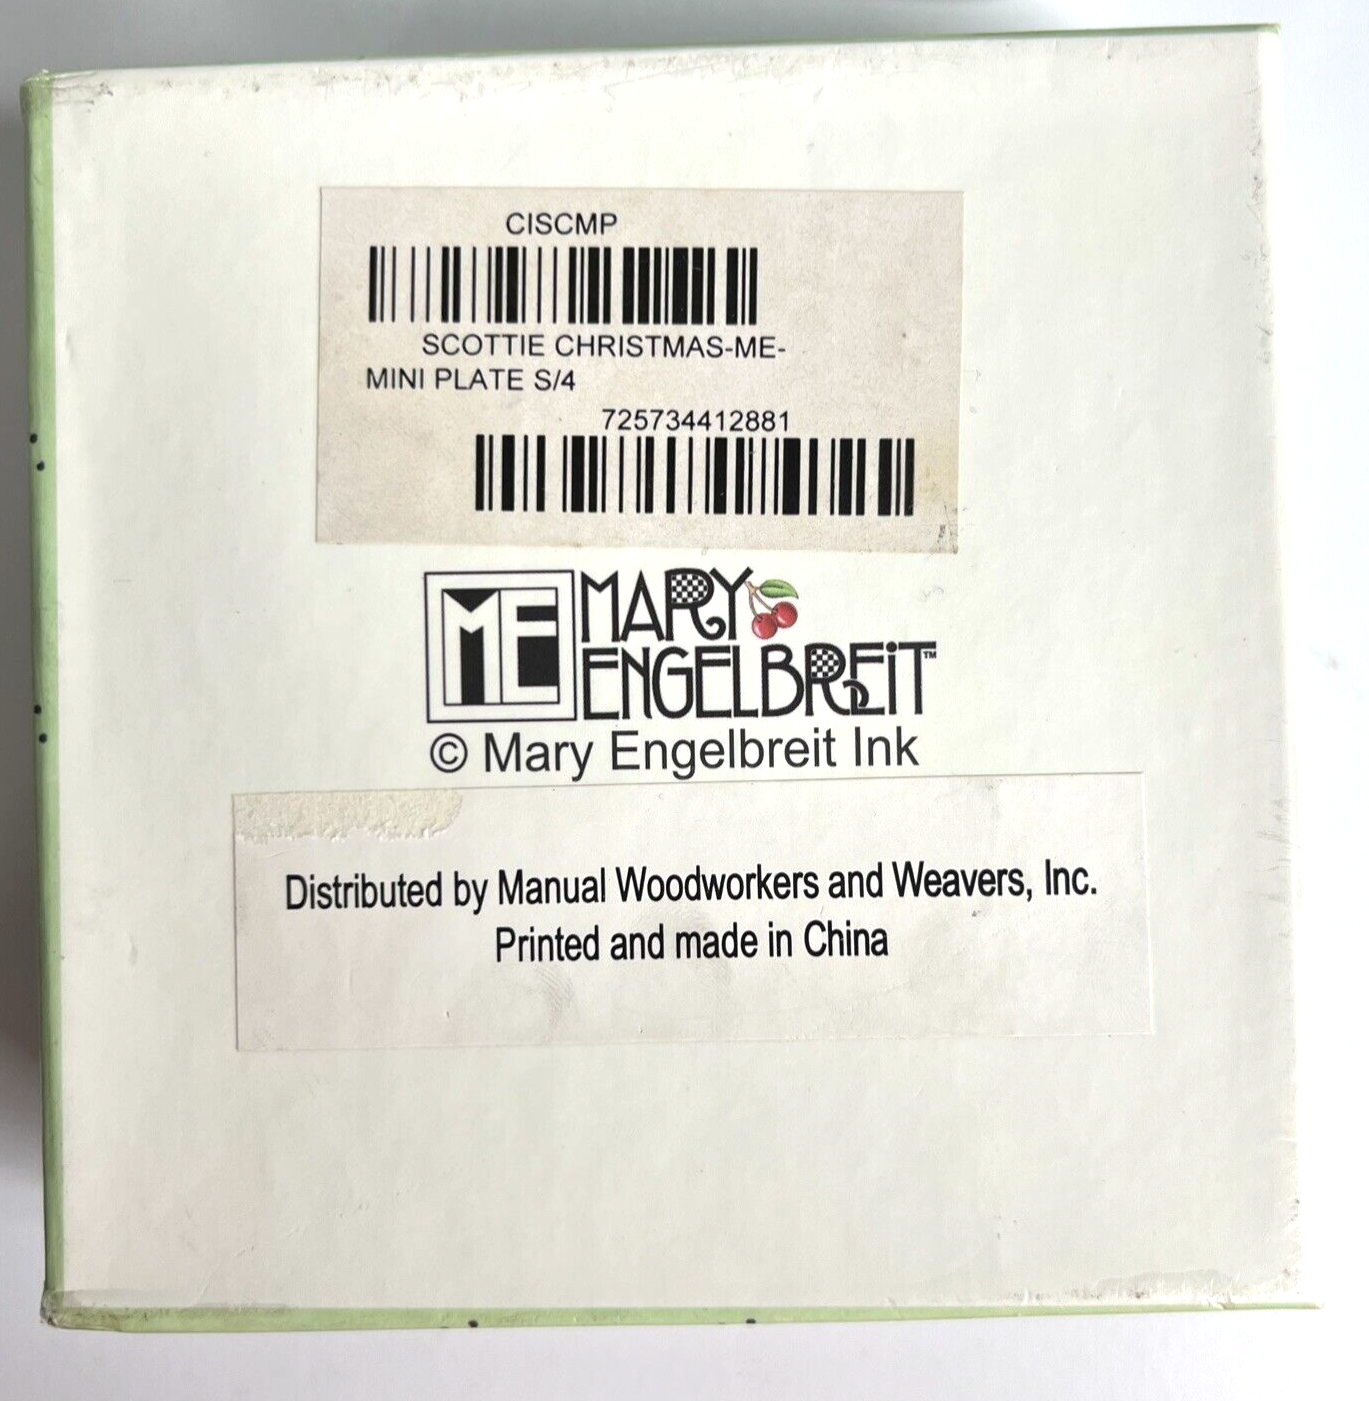 CISCMP
SCOTTIE CHRISTMAS-ME-
MINI PLATE S/4
725734412881
ME MARY
ENGELBREIT™
© Mary Engelbreit Ink
Distributed by Manual Woodworkers and Weavers, Inc.
Printed and made in China